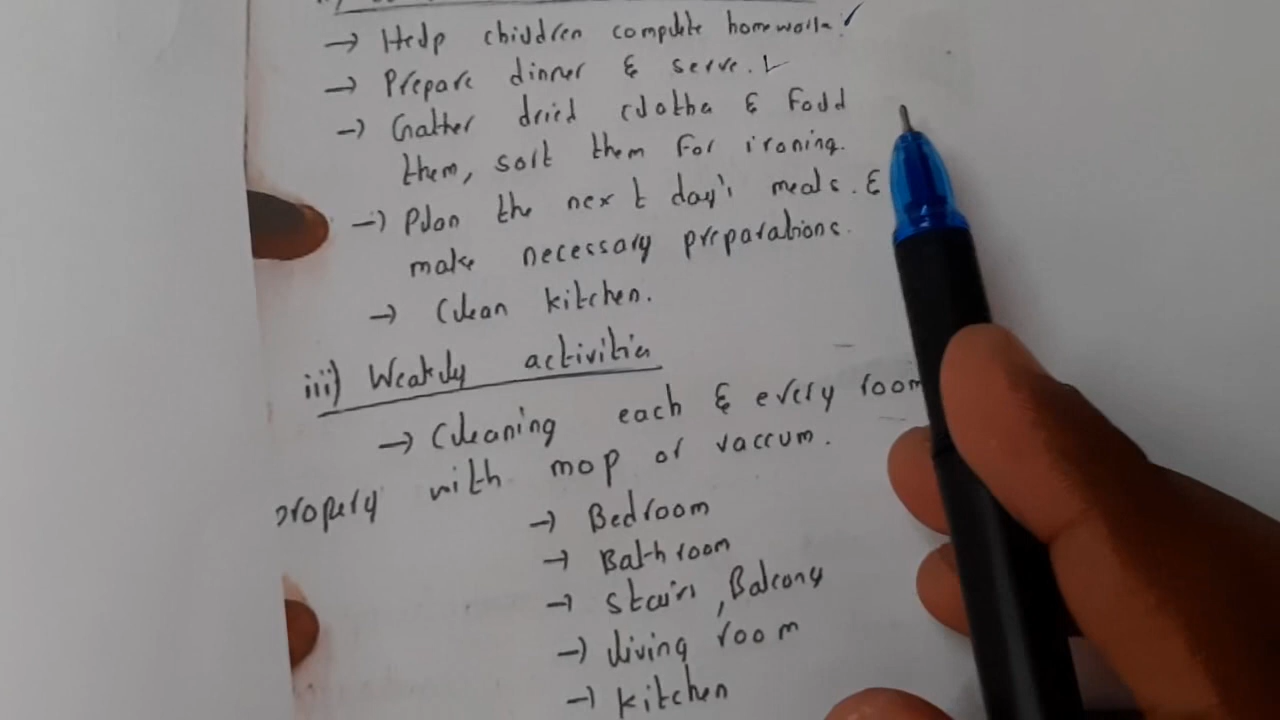 → Help children complete homework. ✓
→ Prepare dinner & serve. ✓
→ Gather dried clothe & Fold
them, sort them for ironing.
→ Plan the next day's meals. &
make necessary preparations.
→ Clean kitchen.
iii) Weakly activities
→ Cleaning each & every room
properly with mop or vaccum.
→ Bedroom
→ Bathroom
→ Stairs, Balcony
→ living room
→ kitchen